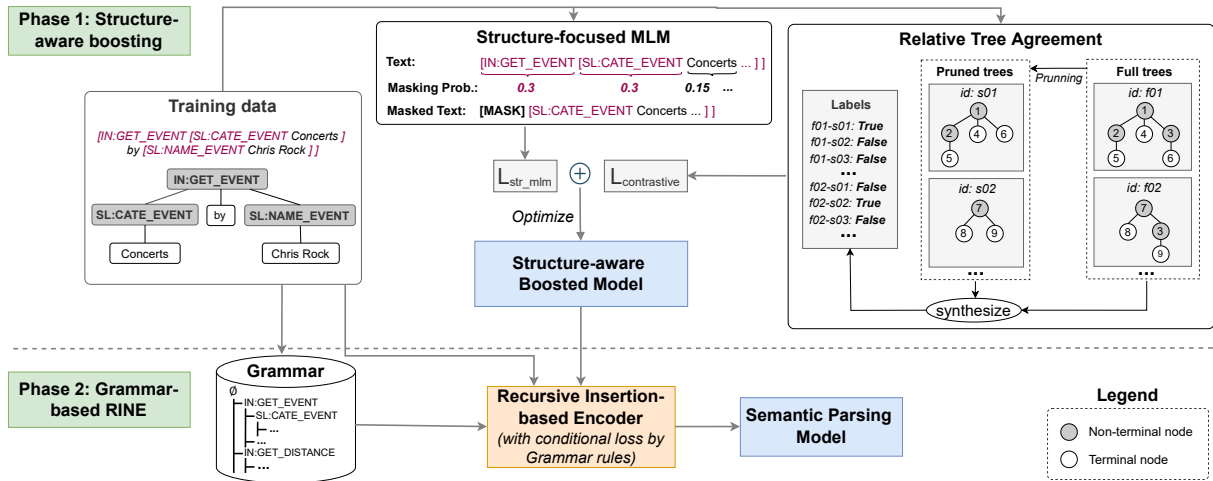 Phase 1: Structure-
aware boosting
Training data
[IN:GET_EVENT [SL:CATE_EVENT Concerts ]
by [SL:NAME_EVENT Chris Rock ] ]
IN:GET_EVENT
SL:CATE_EVENT
by
SL:NAME_EVENT
Concerts
Chris Rock
Structure-focused MLM
Text: [IN:GET_EVENT [SL:CATE_EVENT Concerts ... ] ]
Masking Prob.: 0.3 0.3 0.15 ...
Masked Text: [MASK] [SL:CATE_EVENT Concerts ... ] ]
L str_mlm
+
L contrastive
Optimize
Structure-aware
Boosted Model
Relative Tree Agreement
Labels
f01-s01: True
f01-s02: False
f01-s03: False
...
f02-s01: False
f02-s02: True
f02-s03: False
...
Pruned trees
id: s01
1
2 4 6
5
id: s02
7
8 9
...
Prunning
Full trees
id: f01
1
2 4 3
5 6
id: f02
7
8 3
9
...
synthesize
Phase 2: Grammar-
based RINE
Grammar
Ø
IN:GET_EVENT
SL:CATE_EVENT
...
...
IN:GET_DISTANCE
...
Recursive Insertion-
based Encoder
(with conditional loss by
Grammar rules)
Semantic Parsing
Model
Legend
Non-terminal node
Terminal node